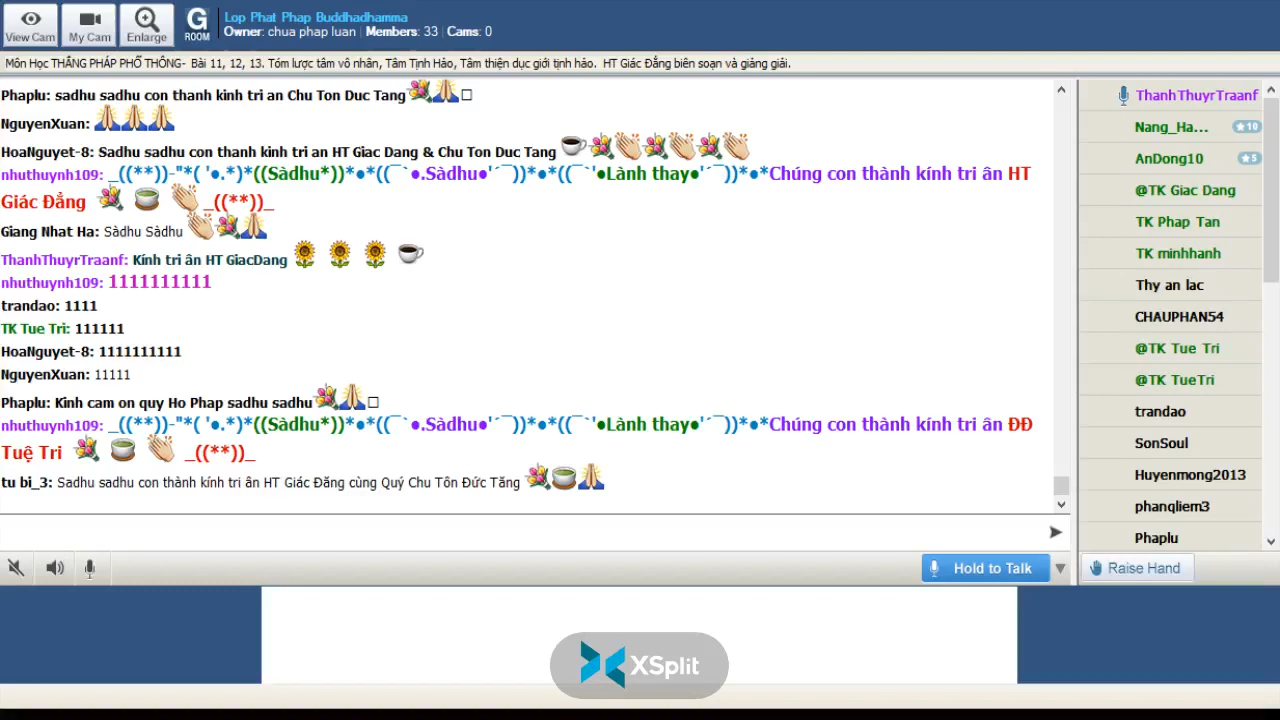 View Cam
My Cam
Enlarge
G
ROOM
Lop Phat Phap Buddhadhamma
Owner: chua phap luan | Members: 33 | Cams: 0
Môn Học THẮNG PHÁP PHỔ THÔNG- Bài 11, 12, 13. Tóm lược tâm vô nhân, Tâm Tịnh Hảo, Tâm thiện dục giới tịnh hảo. HT Giác Đẳng biên soạn và giảng giải.
Phaplu: sadhu sadhu con thanh kinh tri an Chu Ton Duc Tang💐🙏□
NguyenXuan: 🙏🙏🙏
HoaNguyet-8: Sadhu sadhu con thanh kinh tri an HT Giac Dang & Chu Ton Duc Tang ☕💐👏💐👏💐👏
nhuthuynh109: _((**))-"*( '●.*)*((Sàdhu*))*●*((¯`●.Sàdhu●'´¯))*●*((¯`'●Lành thay●'´¯))*●*Chúng con thành kính tri ân HT
Giác Đẳng 💐 🍵 👏_((**))_
Giang Nhat Ha: Sàdhu Sàdhu 👏💐🙏
ThanhThuyrTraanf: Kính tri ân HT GiacDang 🌻 🌻 🌻 ☕
nhuthuynh109: 1111111111
trandao: 1111
TK Tue Tri: 111111
HoaNguyet-8: 1111111111
NguyenXuan: 11111
Phaplu: Kinh cam on quy Ho Phap sadhu sadhu💐🙏□
nhuthuynh109: _((**))-"*( '●.*)*((Sàdhu*))*●*((¯`●.Sàdhu●'´¯))*●*((¯`'●Lành thay●'´¯))*●*Chúng con thành kính tri ân ĐĐ
Tuệ Tri 💐 🍵 👏 _((**))_
tu bi_3: Sadhu sadhu con thành kính tri ân HT Giác Đăng cùng Quý Chu Tôn Đức Tăng 💐🍵🙏
ThanhThuyrTraanf
Nang_Ha... ★10
AnDong10 ★5
@TK Giac Dang
TK Phap Tan
TK minhhanh
Thy an lac
CHAUPHAN54
@TK Tue Tri
@TK TueTri
trandao
SonSoul
Huyenmong2013
phanqliem3
Phaplu
Hold to Talk
Raise Hand
XSplit